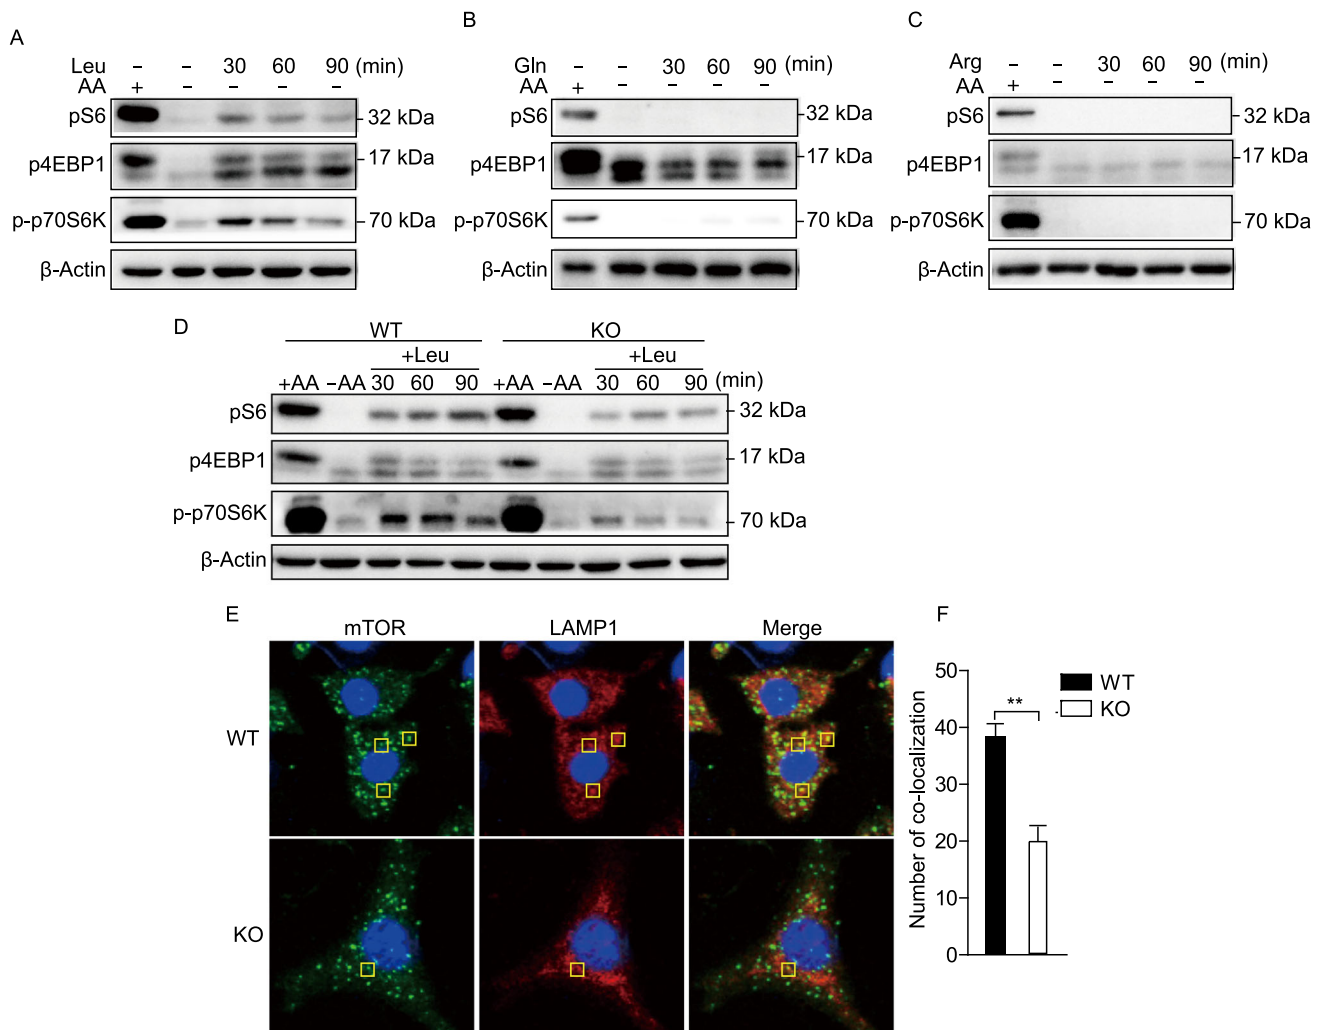 A
Leu – – 30 60 90 (min)
AA + – – – –
pS6 32 kDa
p4EBP1 17 kDa
p-p70S6K 70 kDa
β-Actin
B
Gln – – 30 60 90 (min)
AA + – – – –
pS6 32 kDa
p4EBP1 17 kDa
p-p70S6K 70 kDa
β-Actin
C
Arg – – 30 60 90 (min)
AA + – – – –
pS6 32 kDa
p4EBP1 17 kDa
p-p70S6K 70 kDa
β-Actin
D
WT KO
+Leu +Leu
+AA –AA 30 60 90 +AA –AA 30 60 90 (min)
pS6 32 kDa
p4EBP1 17 kDa
p-p70S6K 70 kDa
β-Actin
E
mTOR LAMP1 Merge
WT
KO
F
Number of co-localization
50
40
30
20
10
0
**
WT
KO